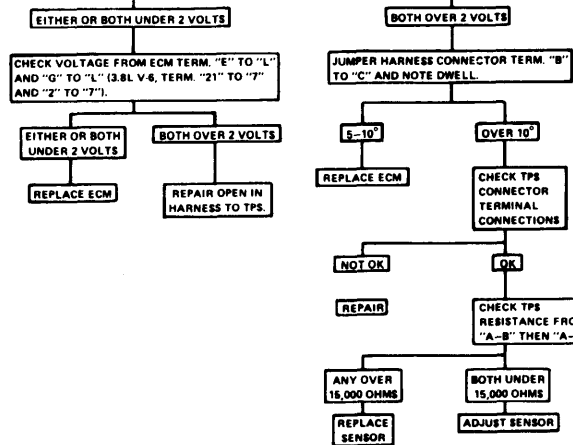 EITHER OR BOTH UNDER 2 VOLTS
CHECK VOLTAGE FROM ECM TERM. "E" TO "L"
AND "G" TO "L" (3.8L V-6, TERM. "21" TO "7"
AND "2" TO "7").
EITHER OR BOTH
UNDER 2 VOLTS
BOTH OVER 2 VOLTS
REPLACE ECM
REPAIR OPEN IN
HARNESS TO TPS.
BOTH OVER 2 VOLTS
JUMPER HARNESS CONNECTOR TERM. "B"
TO "C" AND NOTE DWELL.
5-10°
OVER 10°
REPLACE ECM
CHECK TPS
CONNECTOR
TERMINAL
CONNECTIONS
NOT OK
OK
REPAIR
CHECK TPS
RESISTANCE
"A-B" THEN
ANY OVER
15,000 OHMS
BOTH UNDER
15,000 OHMS
REPLACE
SENSOR
ADJUST SENSOR